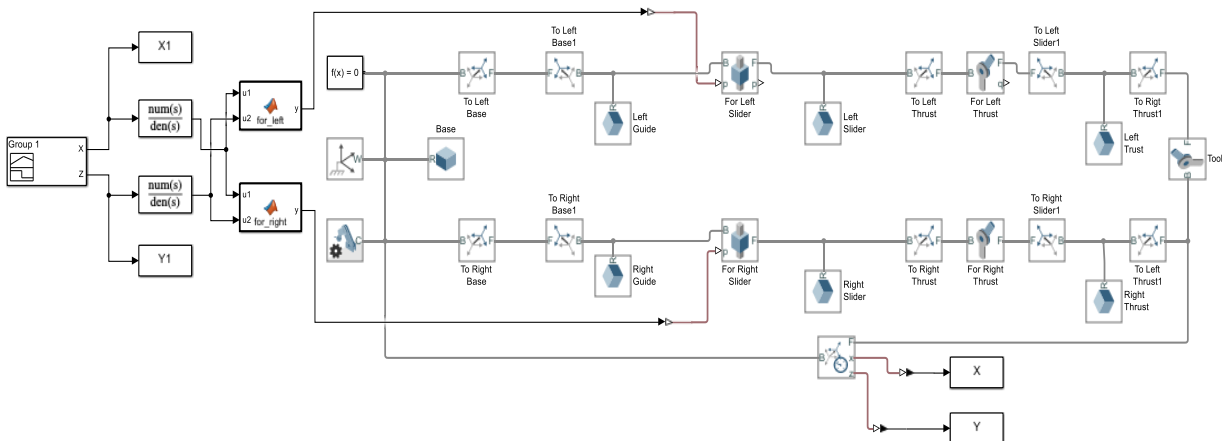 Group 1
X
Z
X1
num(s)
den(s)
num(s)
den(s)
Y1
u1
u2
y
for_left
u1
u2
y
for_right
f(x) = 0
W
C
Base
R
B
F
To Left
Base
To Left
Base1
F
B
R
Left
Guide
B
F
p
p
For Left
Slider
R
Left
Slider
B
F
To Left
Thrust
B
F
q
For Left
Thrust
To Left
Slider1
F
B
R
Left
Trust
B
F
To Rigt
Thrust1
F
B
Tool
B
F
To Right
Base
To Right
Base1
F
B
R
Right
Guide
B
F
p
For Right
Slider
R
Right
Slider
B
F
To Right
Thrust
B
F
For Right
Thrust
To Right
Slider1
F
B
R
Right
Thrust
B
F
To Left
Thrust1
B
F
x
z
X
Y